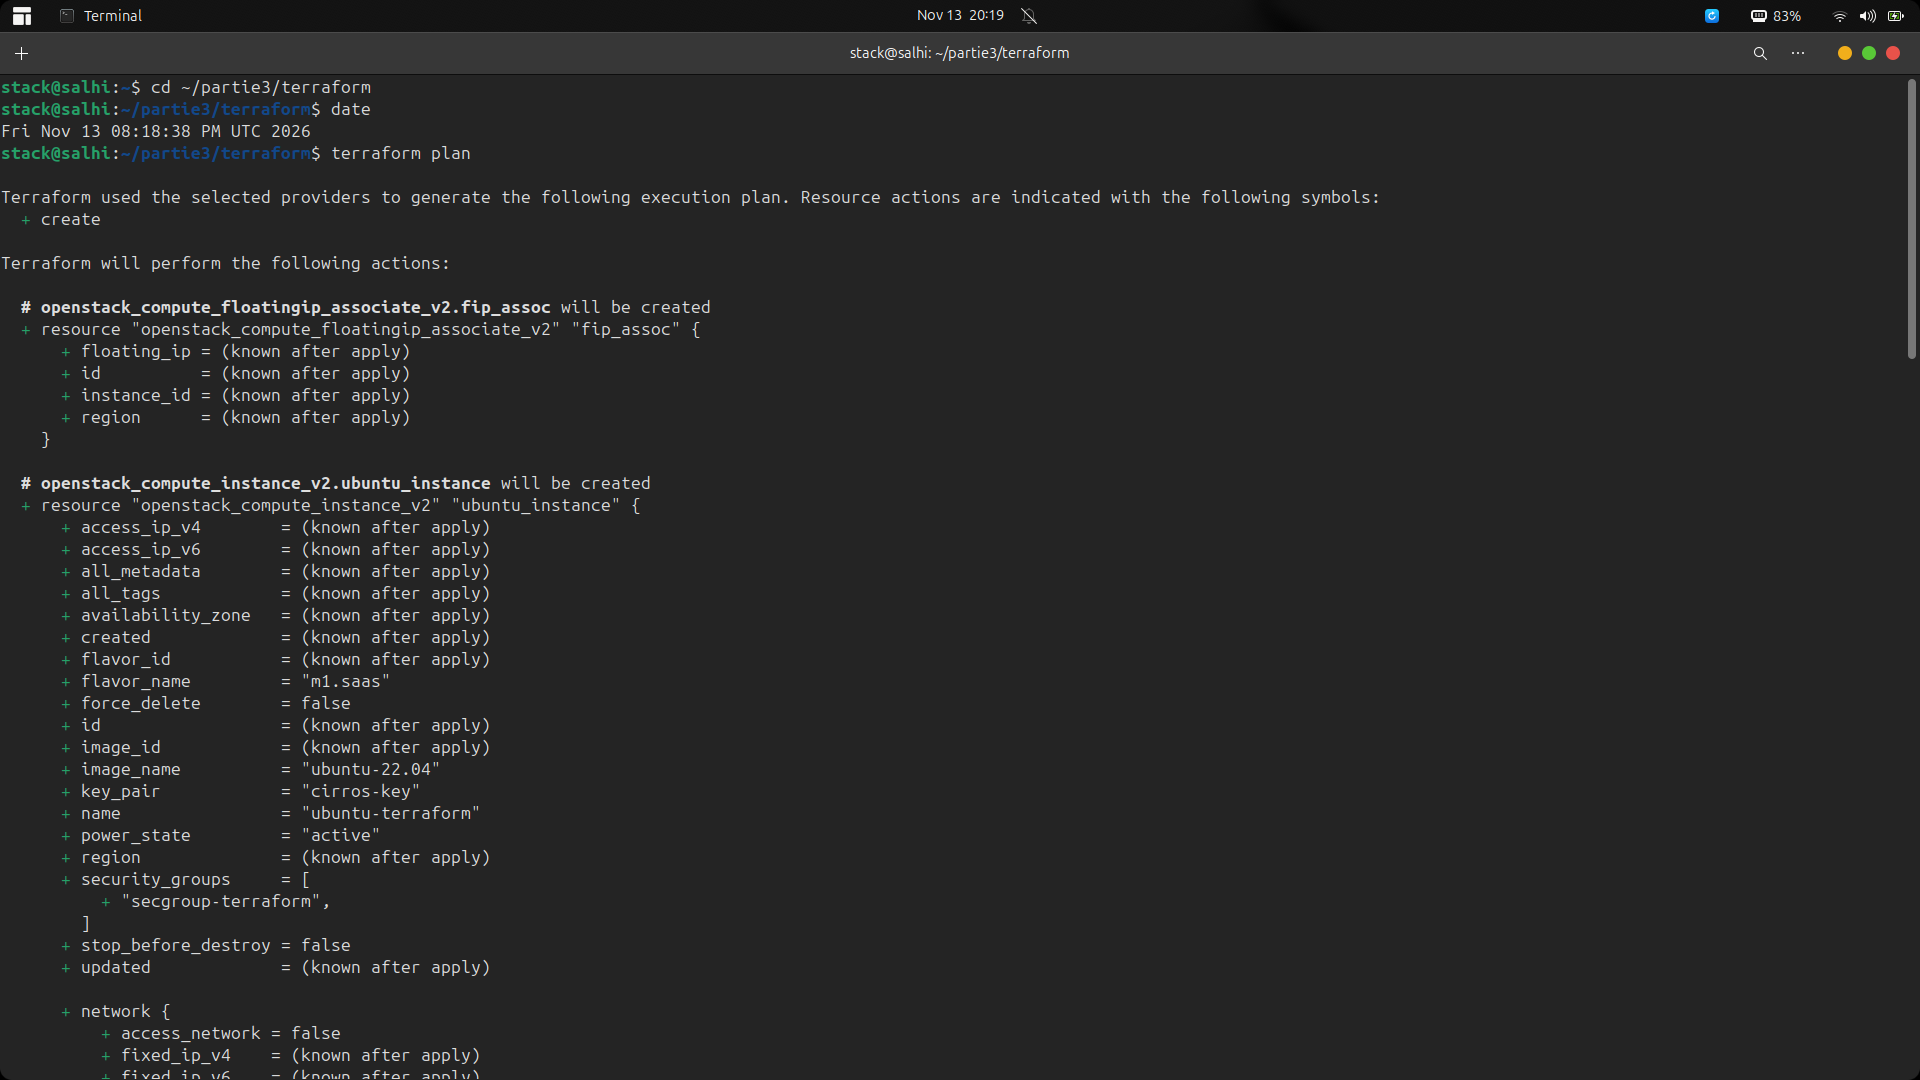 Terminal
Nov 13 20:19
83%
stack@salhi: ~/partie3/terraform
stack@salhi:~$ cd ~/partie3/terraform
stack@salhi:~/partie3/terraform$ date
Fri Nov 13 08:18:38 PM UTC 2026
stack@salhi:~/partie3/terraform$ terraform plan
Terraform used the selected providers to generate the following execution plan. Resource actions are indicated with the following symbols:
+ create
Terraform will perform the following actions:
# openstack_compute_floatingip_associate_v2.fip_assoc will be created
+ resource "openstack_compute_floatingip_associate_v2" "fip_assoc" {
+ floating_ip = (known after apply)
+ id          = (known after apply)
+ instance_id = (known after apply)
+ region      = (known after apply)
}
# openstack_compute_instance_v2.ubuntu_instance will be created
+ resource "openstack_compute_instance_v2" "ubuntu_instance" {
+ access_ip_v4        = (known after apply)
+ access_ip_v6        = (known after apply)
+ all_metadata        = (known after apply)
+ all_tags            = (known after apply)
+ availability_zone   = (known after apply)
+ created             = (known after apply)
+ flavor_id           = (known after apply)
+ flavor_name         = "m1.saas"
+ force_delete        = false
+ id                  = (known after apply)
+ image_id            = (known after apply)
+ image_name          = "ubuntu-22.04"
+ key_pair            = "cirros-key"
+ name                = "ubuntu-terraform"
+ power_state         = "active"
+ region              = (known after apply)
+ security_groups     = [
+ "secgroup-terraform",
]
+ stop_before_destroy = false
+ updated             = (known after apply)
+ network {
+ access_network = false
+ fixed_ip_v4    = (known after apply)
+ fixed_ip_v6    = (known after apply)